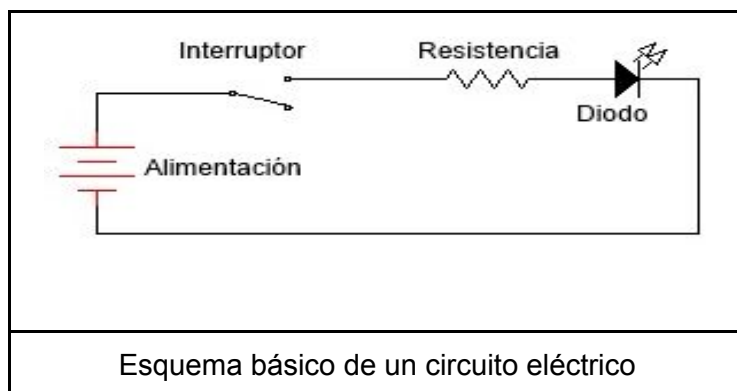 Interruptor
Resistencia
Diodo
Alimentación
Esquema básico de un circuito eléctrico